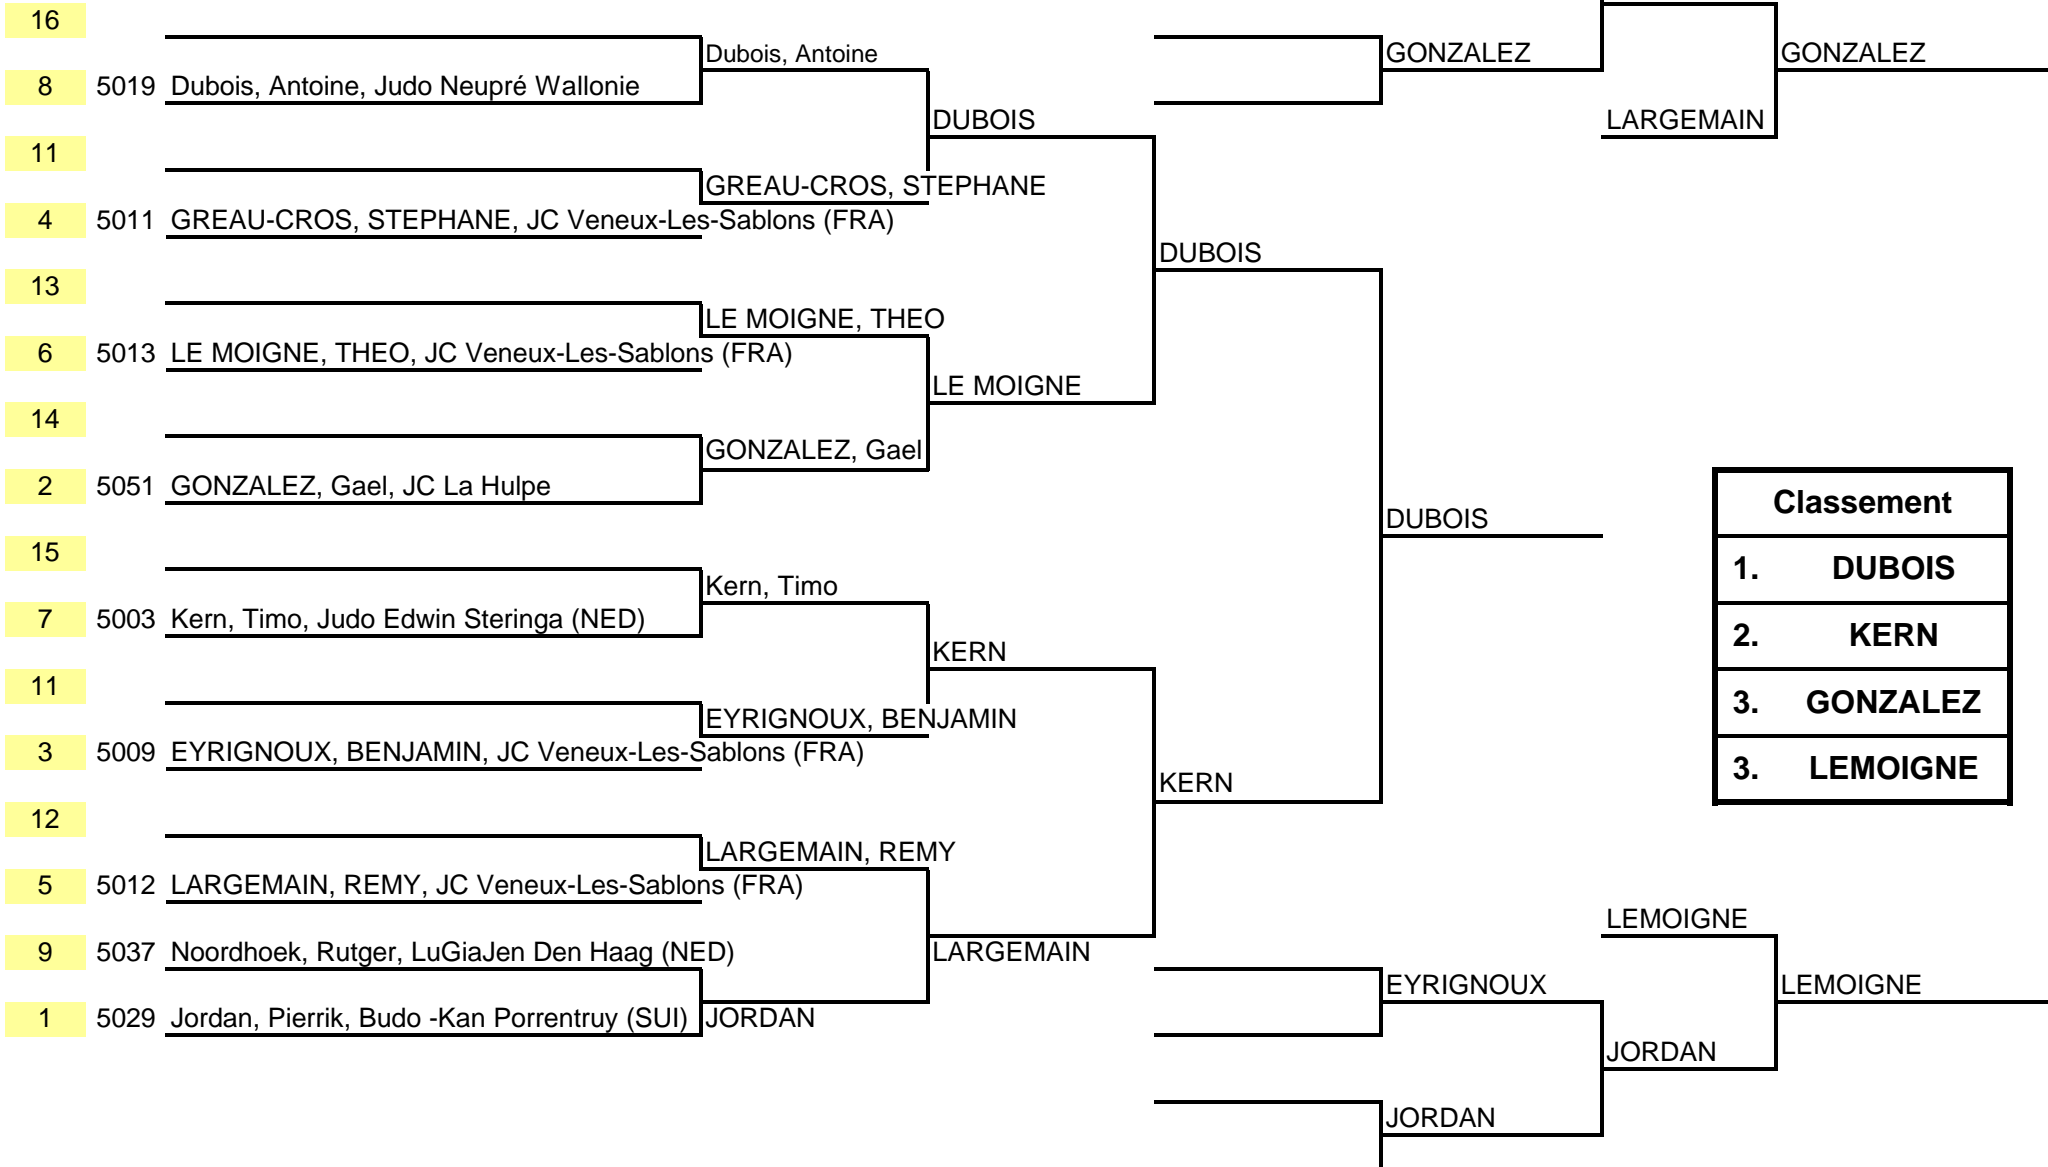 16
Dubois, Antoine
GONZALEZ
GONZALEZ
8 5019 Dubois, Antoine, Judo Neupré Wallonie
DUBOIS
LARGEMAIN
11
GREAU-CROS, STEPHANE
4 5011 GREAU-CROS, STEPHANE, JC Veneux-Les-Sablons (FRA)
DUBOIS
13
LE MOIGNE, THEO
6 5013 LE MOIGNE, THEO, JC Veneux-Les-Sablons (FRA)
LE MOIGNE
14
GONZALEZ, Gael
2 5051 GONZALEZ, Gael, JC La Hulpe
Classement
DUBOIS
15
1. DUBOIS
Kern, Timo
7 5003 Kern, Timo, Judo Edwin Steringa (NED)
2. KERN
KERN
11
3. GONZALEZ
EYRIGNOUX, BENJAMIN
3 5009 EYRIGNOUX, BENJAMIN, JC Veneux-Les-Sablons (FRA)
3. LEMOIGNE
KERN
12
LARGEMAIN, REMY
5 5012 LARGEMAIN, REMY, JC Veneux-Les-Sablons (FRA)
LEMOIGNE
9 5037 Noordhoek, Rutger, LuGiaJen Den Haag (NED)
LARGEMAIN
EYRIGNOUX
LEMOIGNE
1 5029 Jordan, Pierrik, Budo -Kan Porrentruy (SUI)
JORDAN
JORDAN
JORDAN